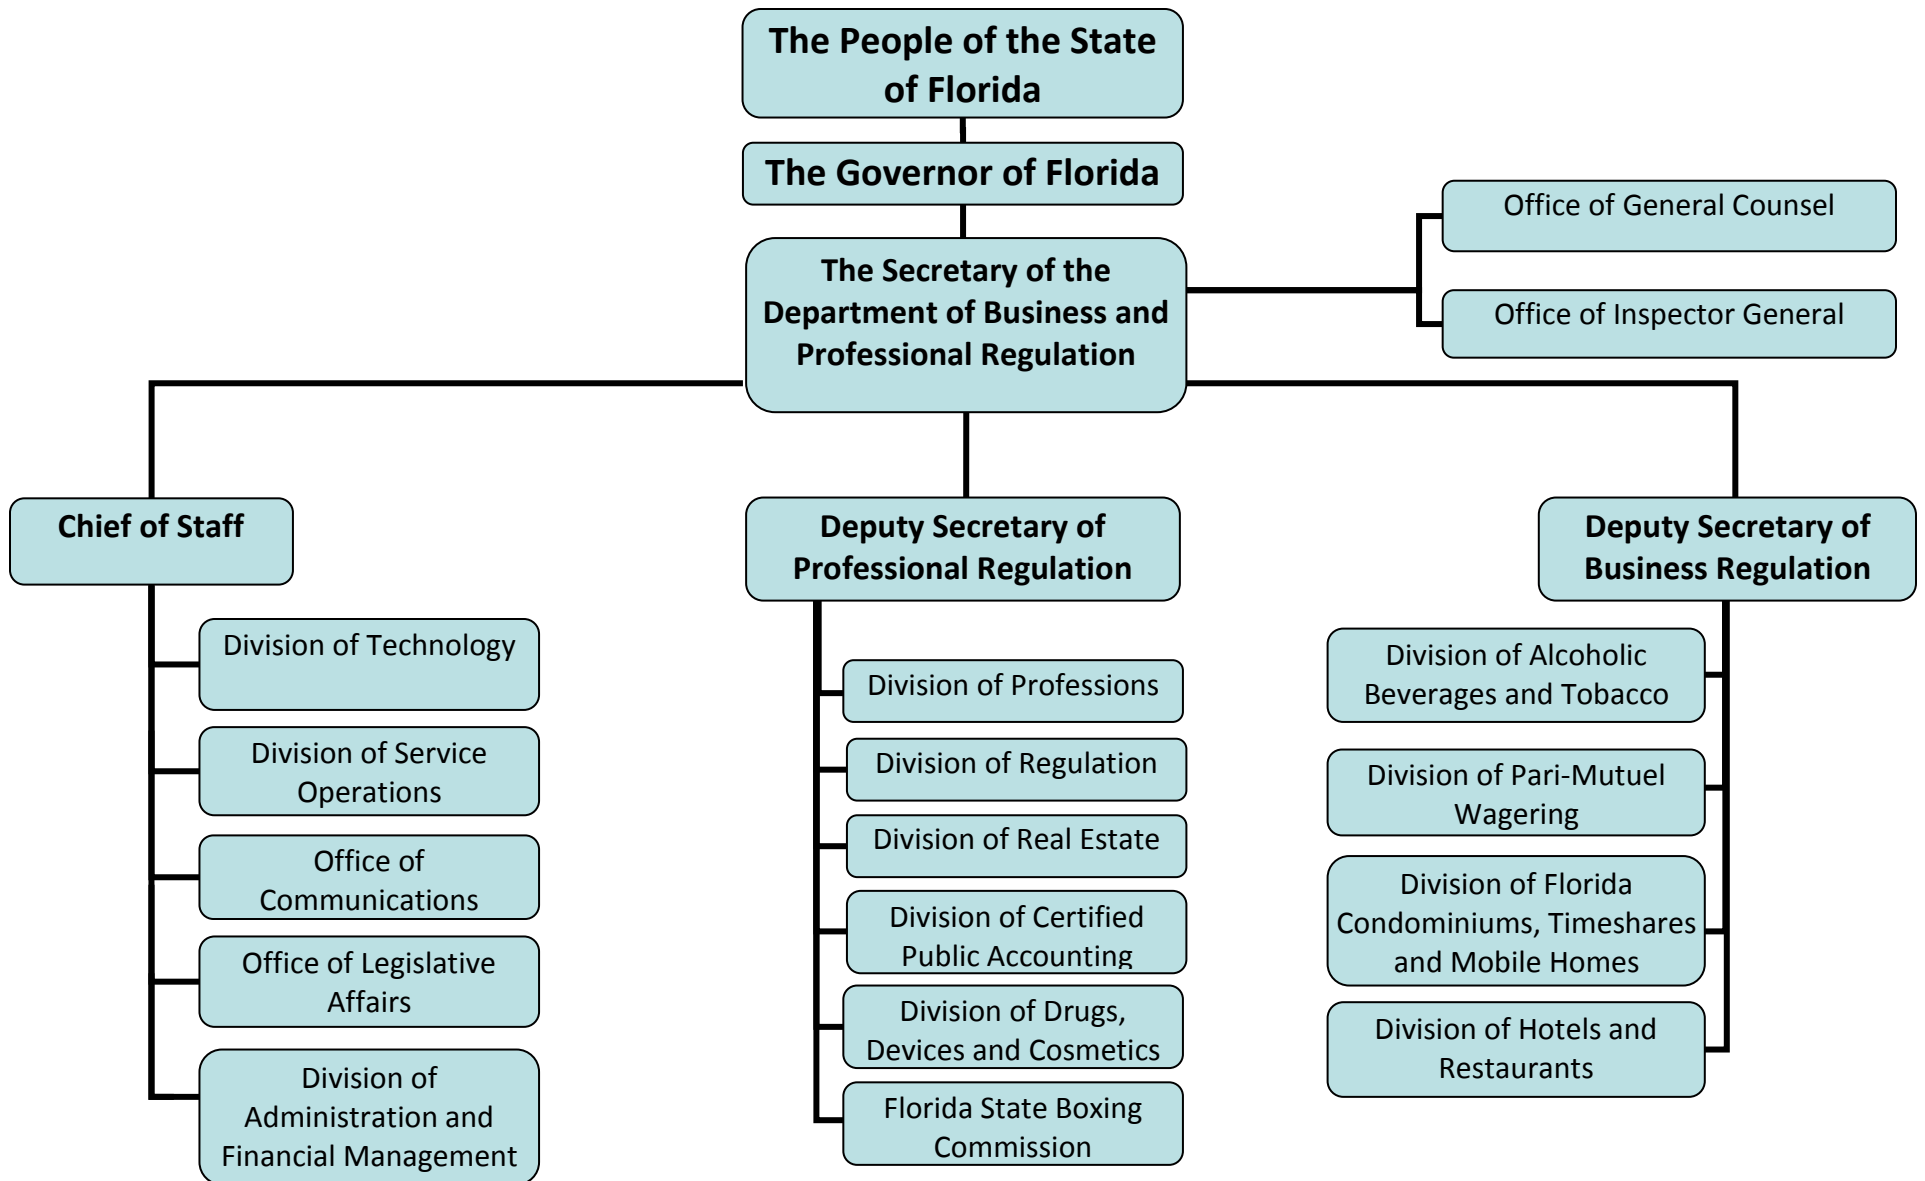 The People of the State
of Florida
The Governor of Florida
Office of General Counsel
The Secretary of the
Department of Business and
Professional Regulation
Office of Inspector General
Chief of Staff
Division of Technology
Division of Service
Operations
Office of
Communications
Office of Legislative
Affairs
Division of
Administration and
Financial Management
Deputy Secretary of
Professional Regulation
Division of Professions
Division of Regulation
Division of Real Estate
Division of Certified
Public Accounting
Division of Drugs,
Devices and Cosmetics
Florida State Boxing
Commission
Deputy Secretary of
Business Regulation
Division of Alcoholic
Beverages and Tobacco
Division of Pari-Mutuel
Wagering
Division of Florida
Condominiums, Timeshares
and Mobile Homes
Division of Hotels and
Restaurants